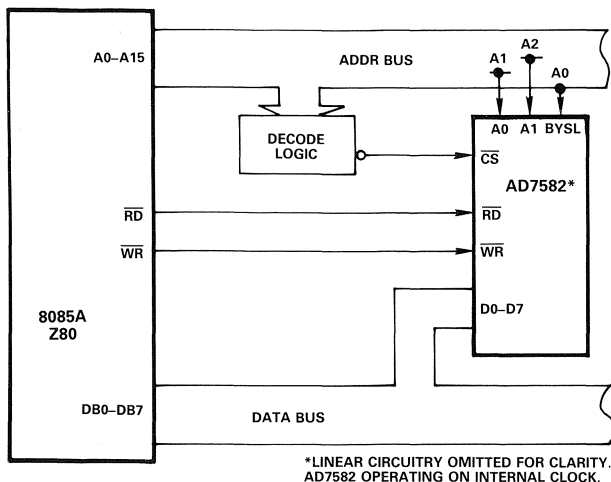 A0–A15
ADDR BUS
A1
A2
A0
DECODE
LOGIC
A0 A1 BYSL
CS
AD7582*
RD
RD
WR
WR
8085A
Z80
D0–D7
DB0–DB7
DATA BUS
*LINEAR CIRCUITRY OMITTED FOR CLARITY.
AD7582 OPERATING ON INTERNAL CLOCK.